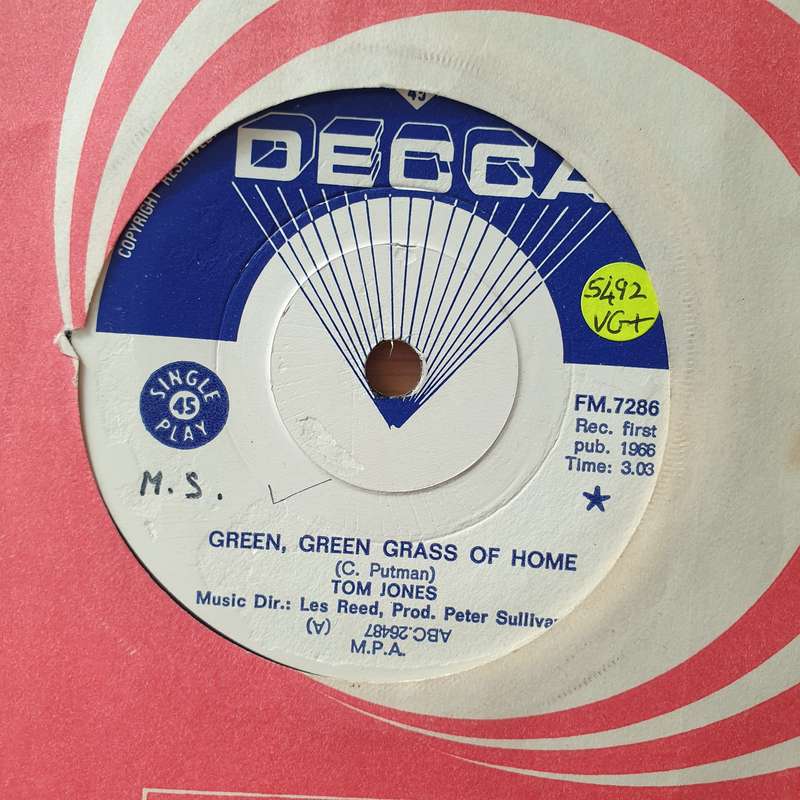 45
DECCA
COPYRIGHT RESERVED
5492
VG+
SINGLE
45
PLAY
FM.7286
Rec. first
pub. 1966
Time: 3.03
M.S.
GREEN, GREEN GRASS OF HOME
(C. Putman)
TOM JONES
Music Dir.: Les Reed, Prod. Peter Sullivan
ABC.26487 (A)
M.P.A.